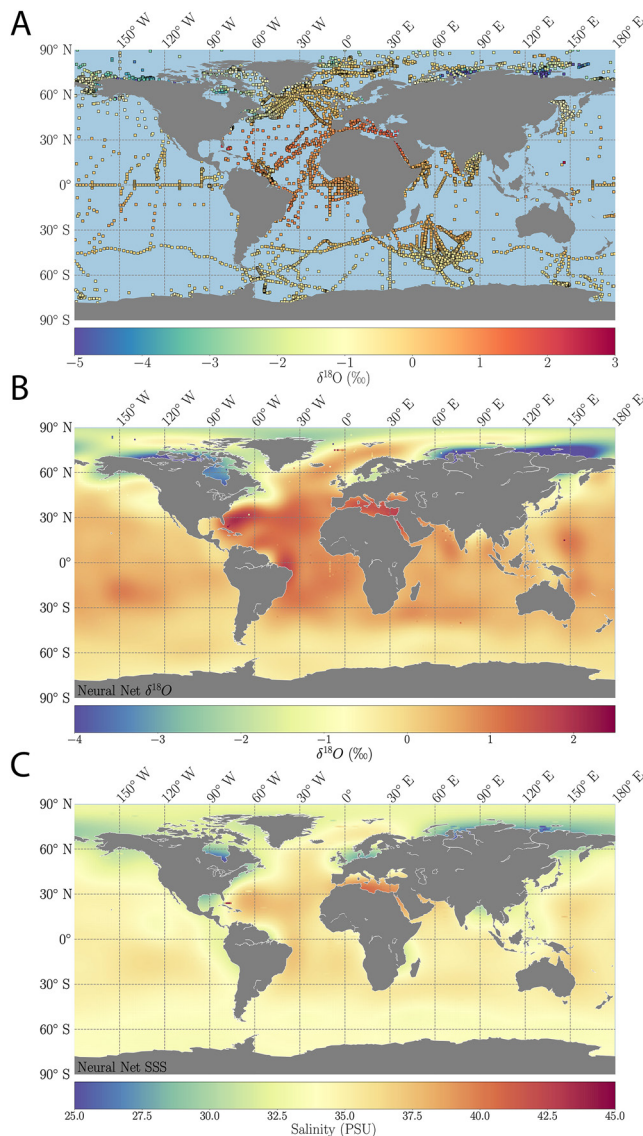 A
150° W 120° W 90° W 60° W 30° W 0° 30° E 60° E 90° E 120° E 150° E 180° E
90° N
60° N
30° N
0°
30° S
60° S
90° S
−5 −4 −3 −2 −1 0 1 2 3
δ¹⁸O (‰)
B
150° W 120° W 90° W 60° W 30° W 0° 30° E 60° E 90° E 120° E 150° E 180° E
90° N
60° N
30° N
0°
30° S
60° S
Neural Net δ¹⁸O
90° S
−4 −3 −2 −1 0 1 2
δ¹⁸O (‰)
C
150° W 120° W 90° W 60° W 30° W 0° 30° E 60° E 90° E 120° E 150° E 180° E
90° N
60° N
30° N
0°
30° S
60° S
Neural Net SSS
90° S
25.0 27.5 30.0 32.5 35.0 37.5 40.0 42.5 45.0
Salinity (PSU)